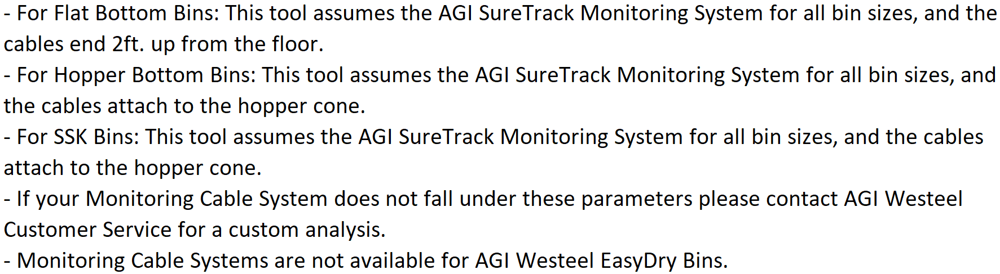 - For Flat Bottom Bins: This tool assumes the AGI SureTrack Monitoring System for all bin sizes, and the
cables end 2ft. up from the floor.
- For Hopper Bottom Bins: This tool assumes the AGI SureTrack Monitoring System for all bin sizes, and
the cables attach to the hopper cone.
- For SSK Bins: This tool assumes the AGI SureTrack Monitoring System for all bin sizes, and the cables
attach to the hopper cone.
- If your Monitoring Cable System does not fall under these parameters please contact AGI Westeel
Customer Service for a custom analysis.
- Monitoring Cable Systems are not available for AGI Westeel EasyDry Bins.